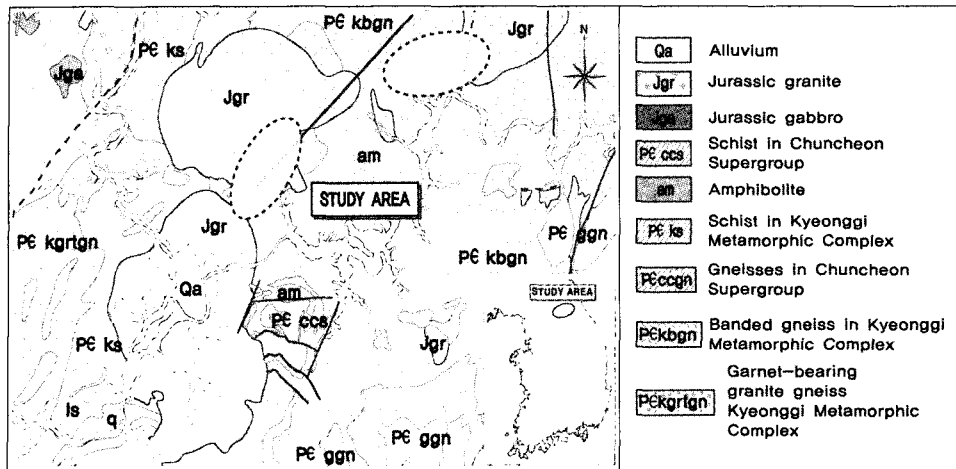 PЄ kbgn
Jgr
N
PЄ ks
Jga
Jgr
am
STUDY AREA
Jgr
PЄ kgrtgn
PЄ ggn
PЄ kbgn
Qa
am
STUDY AREA
PЄ ccs
PЄ ks
Jgr
ls
q
PЄ ggn
PЄ ggn
Qa Alluvium
Jgr Jurassic granite
Jga Jurassic gabbro
PЄ ccs Schist in Chuncheon
Supergroup
am Amphibolite
PЄ ks Schist in Kyeonggi
Metamorphic Complex
PЄccgn Gneisses in Chuncheon
Supergroup
PЄkbgn Banded gneiss in Kyeonggi
Metamorphic Complex
PЄkgrtgn Garnet-bearing
granite gneiss
Kyeonggi Metamorphic
Complex